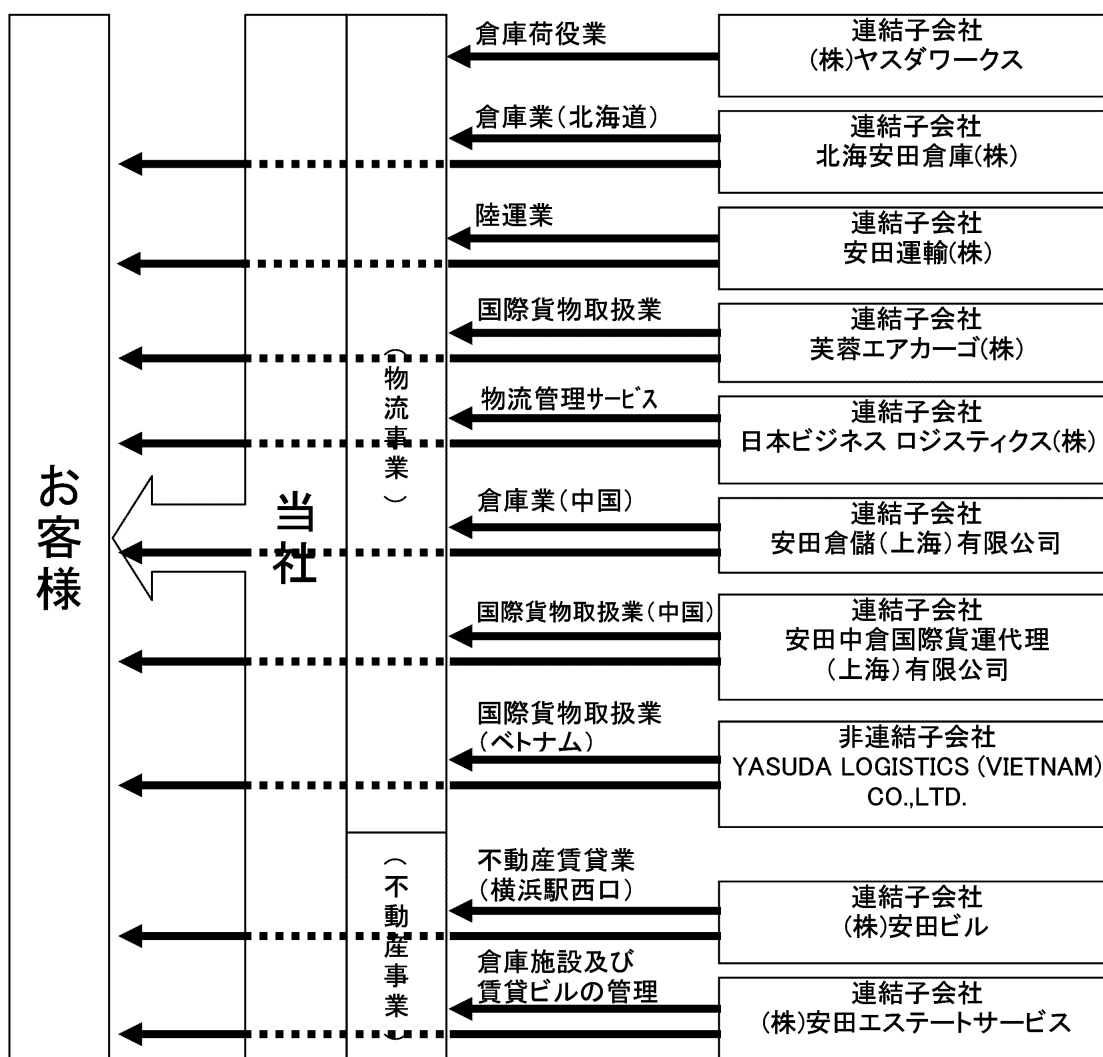 お客様
当社
（物流事業）
（不動産事業）
倉庫荷役業
連結子会社
(株)ヤスダワークス
倉庫業(北海道)
連結子会社
北海安田倉庫(株)
陸運業
連結子会社
安田運輸(株)
国際貨物取扱業
連結子会社
芙蓉エアカーゴ(株)
物流管理サービス
連結子会社
日本ビジネス ロジスティクス(株)
倉庫業(中国)
連結子会社
安田倉儲(上海)有限公司
国際貨物取扱業(中国)
連結子会社
安田中倉国際貨運代理
(上海)有限公司
国際貨物取扱業
(ベトナム)
非連結子会社
YASUDA LOGISTICS (VIETNAM)
CO.,LTD.
不動産賃貸業
(横浜駅西口)
連結子会社
(株)安田ビル
倉庫施設及び
賃貸ビルの管理
連結子会社
(株)安田エステートサービス